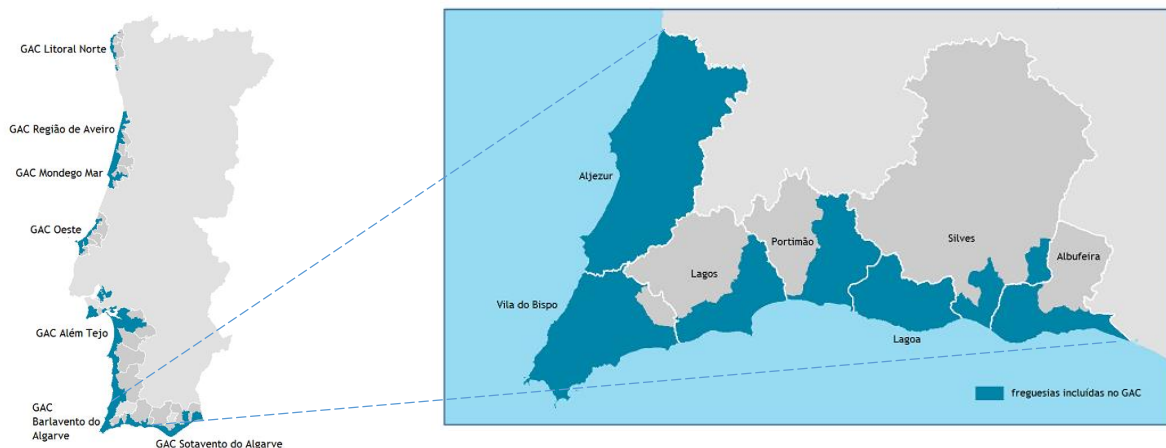 GAC Litoral Norte
GAC Região de Aveiro
GAC Mondego Mar
GAC Oeste
GAC Além Tejo
GAC
Barlavento do
Algarve
GAC Sotavento do Algarve
Aljezur
Vila do Bispo
Lagos
Portimão
Lagoa
Silves
Albufeira
freguesias incluídas no GAC